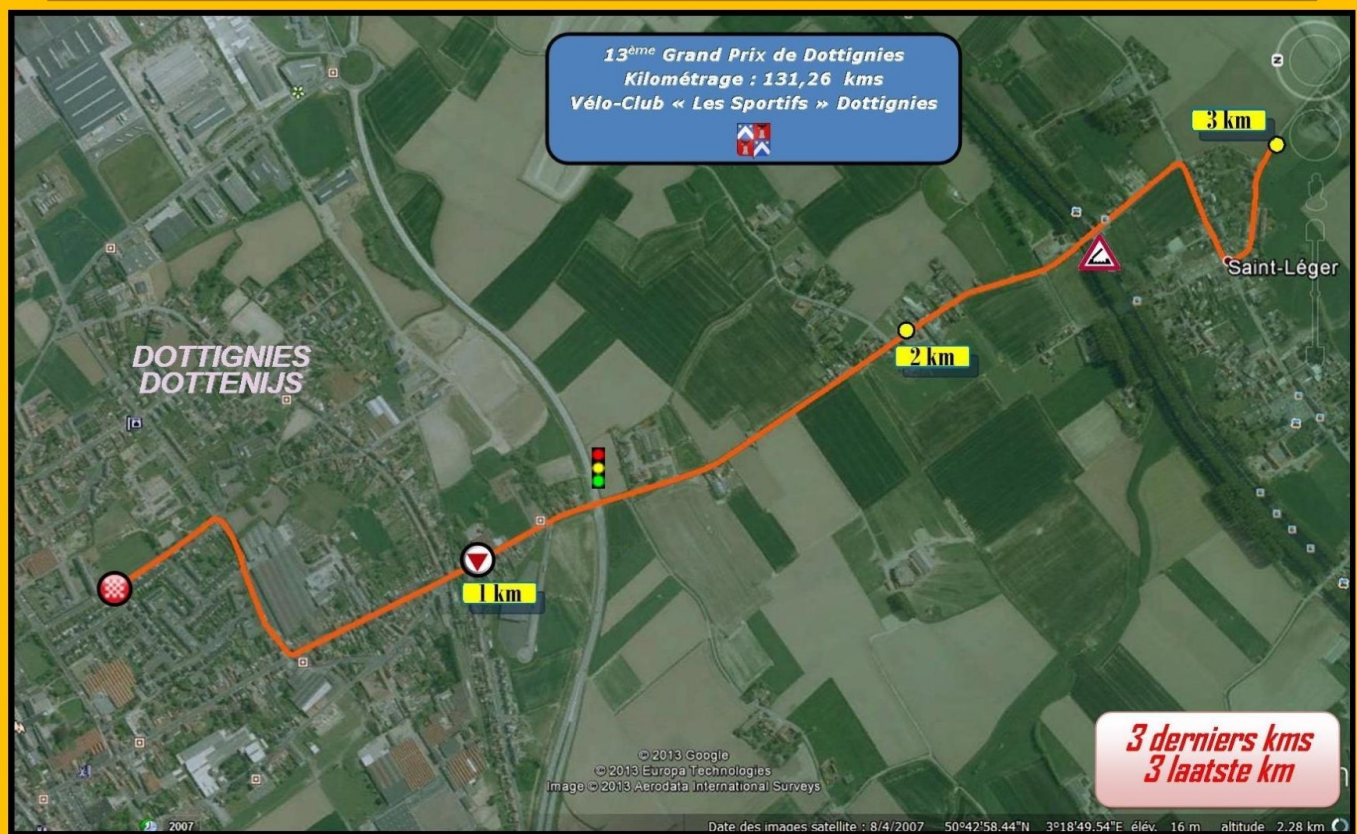 13ème Grand Prix de Dottignies
Kilométrage : 131,26 kms
Vélo-Club « Les Sportifs » Dottignies
N
3 km
Saint-Léger
2 km
DOTTIGNIES
DOTTENIJS
1 km
3 derniers kms
3 laatste km
© 2013 Google
© 2013 Europa Technologies
Image © 2013 Aerodata International Surveys
2007
Date des images satellite : 8/4/2007 50°42'58.44"N 3°18'49.54"E élév. 16 m altitude 2.28 km